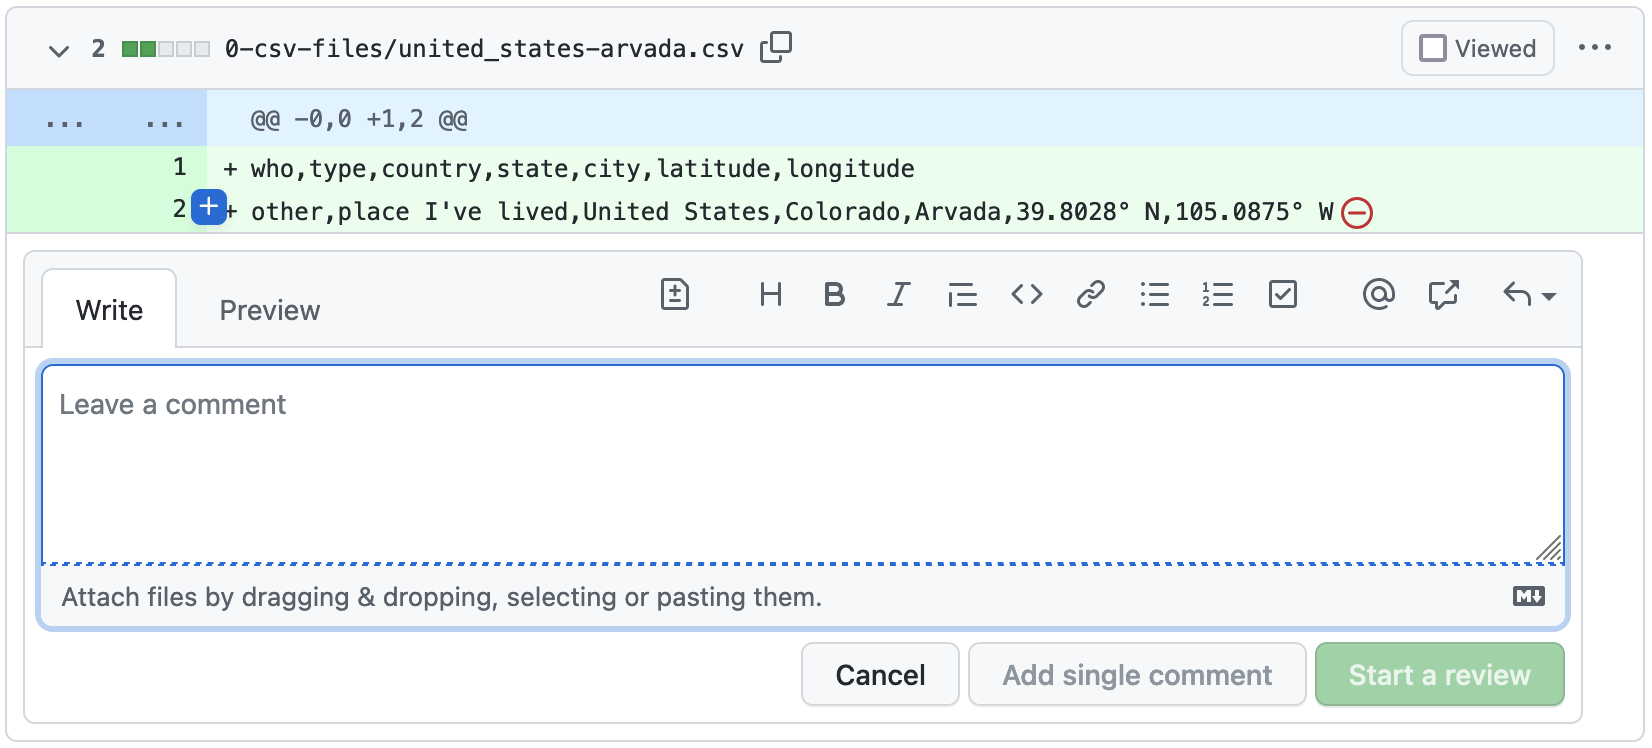 2 0-csv-files/united_states-arvada.csv Viewed ...
... ... @@ -0,0 +1,2 @@
1 + who,type,country,state,city,latitude,longitude
2 + other,place I've lived,United States,Colorado,Arvada,39.8028° N,105.0875° W
Write Preview
Leave a comment
Attach files by dragging & dropping, selecting or pasting them.
Cancel Add single comment Start a review